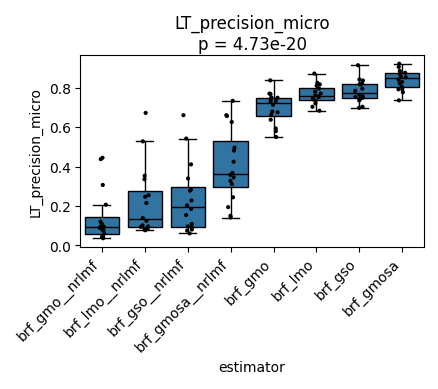 LT_precision_micro
p = 4.73e-20
LT_precision_micro
0.8
0.6
0.4
0.2
0.0
brf_gmo__nrlmf
brf_lmo__nrlmf
brf_gso__nrlmf
brf_gmosa__nrlmf
brf_gmo
brf_lmo
brf_gso
brf_gmosa
estimator